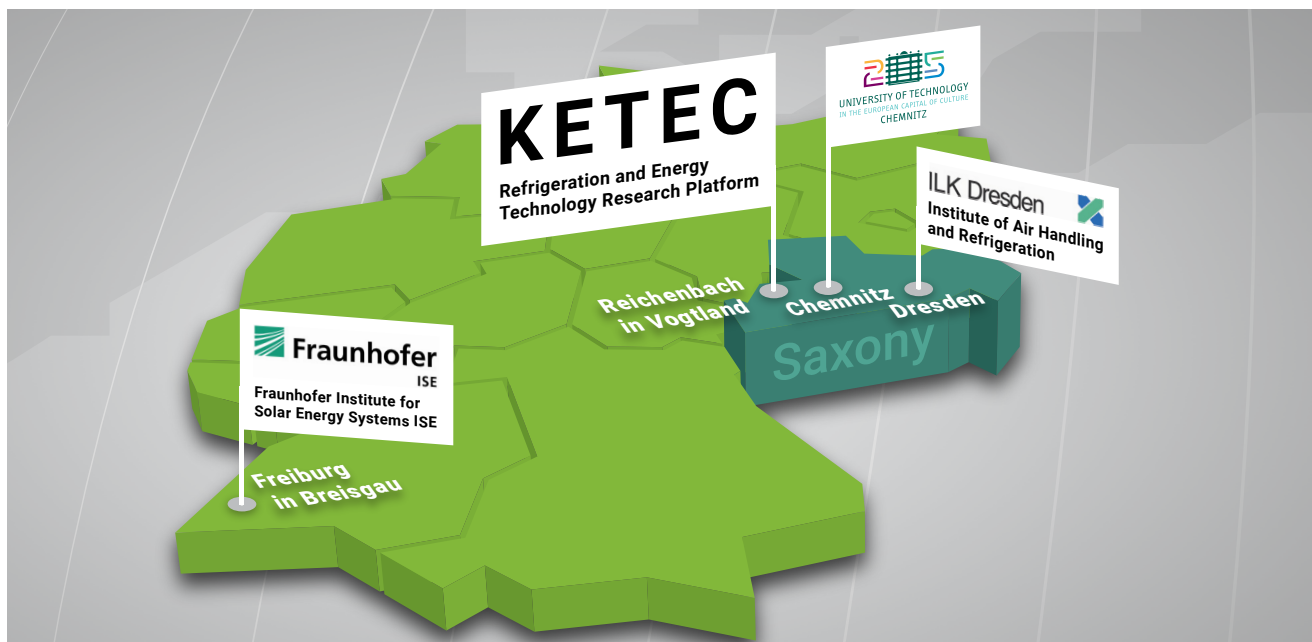 KETEC
Refrigeration and Energy
Technology Research Platform
2025
UNIVERSITY OF TECHNOLOGY
IN THE EUROPEAN CAPITAL OF CULTURE
CHEMNITZ
ILK Dresden
Institute of Air Handling
and Refrigeration
Reichenbach
in Vogtland
Chemnitz
Dresden
Saxony
Fraunhofer
ISE
Fraunhofer Institute for
Solar Energy Systems ISE
Freiburg
in Breisgau